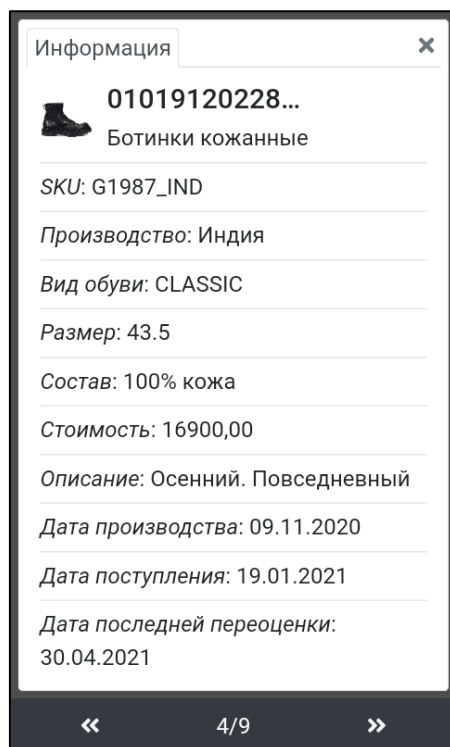 Информация ×
01019120228...
Ботинки кожанные
SKU: G1987_IND
Производство: Индия
Вид обуви: CLASSIC
Размер: 43.5
Состав: 100% кожа
Стоимость: 16900,00
Описание: Осенний. Повседневный
Дата производства: 09.11.2020
Дата поступления: 19.01.2021
Дата последней переоценки:
30.04.2021
« 4/9 »